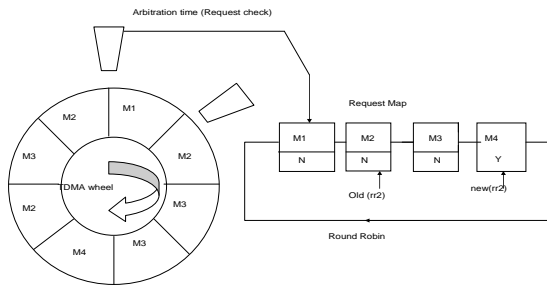 Arbitration time (Request check)
M1
M2
M3
M2
M4
M3
M3
M2
TDMA wheel
Request Map
M1
M2
M3
M4
N
N
N
Y
Old (rr2)
new(rr2)
Round Robin